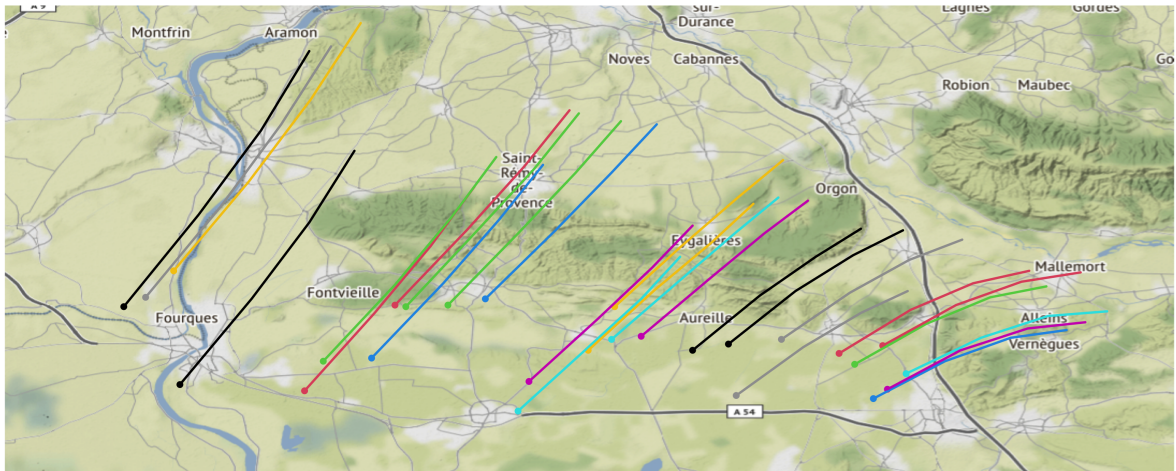 A 9
sur-
Durance
Lagnes
Gordes
Montfrin
Aramon
Noves
Cabannes
Robion
Maubec
Saint-
Rémy-
de-
Provence
Orgon
Eygalières
Mallemort
Fontvieille
Fourques
Aureille
Alleins
Vernègues
A 54